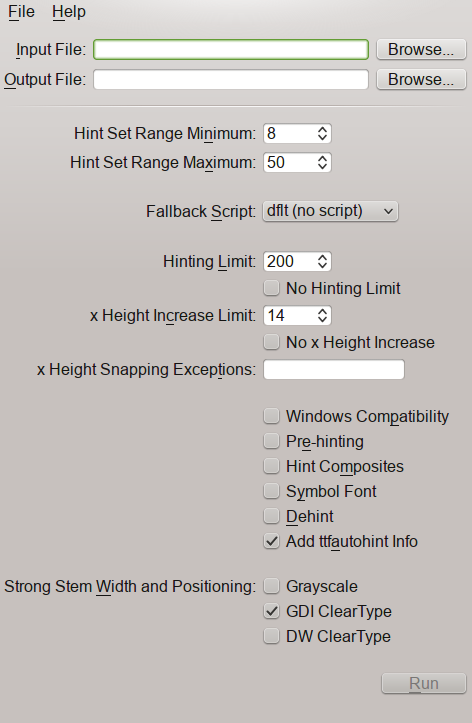 File Help
Input File: Browse...
Output File: Browse...
Hint Set Range Minimum: 8
Hint Set Range Maximum: 50
Fallback Script: dflt (no script)
Hinting Limit: 200
No Hinting Limit
x Height Increase Limit: 14
No x Height Increase
x Height Snapping Exceptions:
Windows Compatibility
Pre-hinting
Hint Composites
Symbol Font
Dehint
Add ttfautohint Info
Strong Stem Width and Positioning: Grayscale
GDI ClearType
DW ClearType
Run